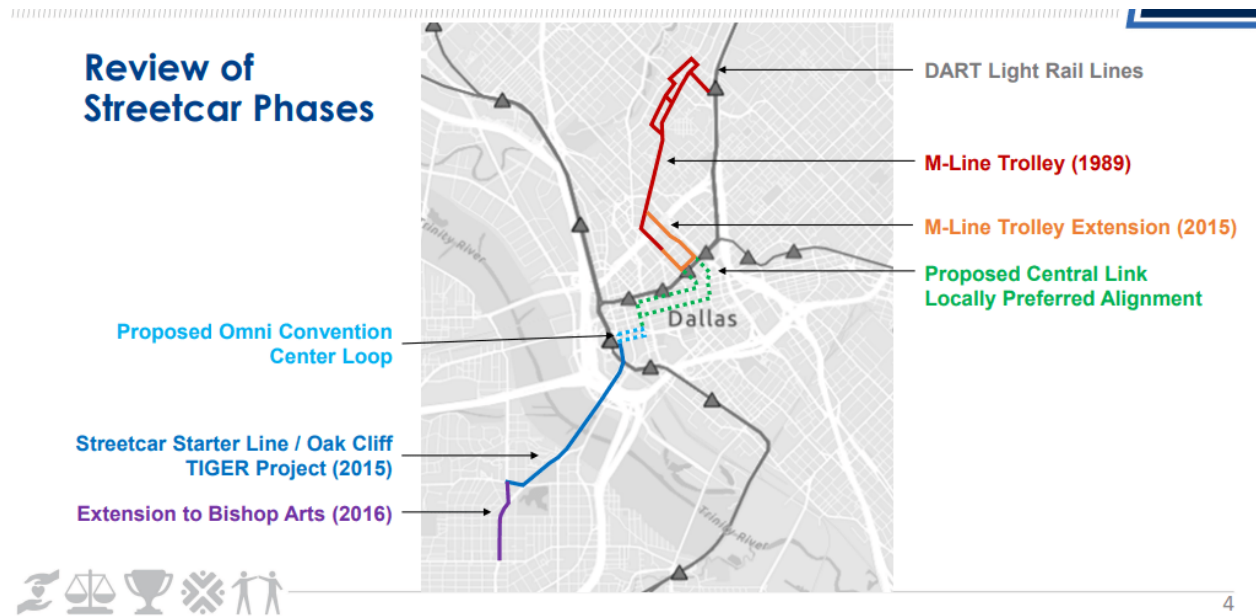 Review of
Streetcar Phases
DART Light Rail Lines
M-Line Trolley (1989)
M-Line Trolley Extension (2015)
Proposed Central Link
Locally Preferred Alignment
Proposed Omni Convention
Center Loop
Streetcar Starter Line / Oak Cliff
TIGER Project (2015)
Extension to Bishop Arts (2016)
Trinity River
Dallas
Trinity River
4